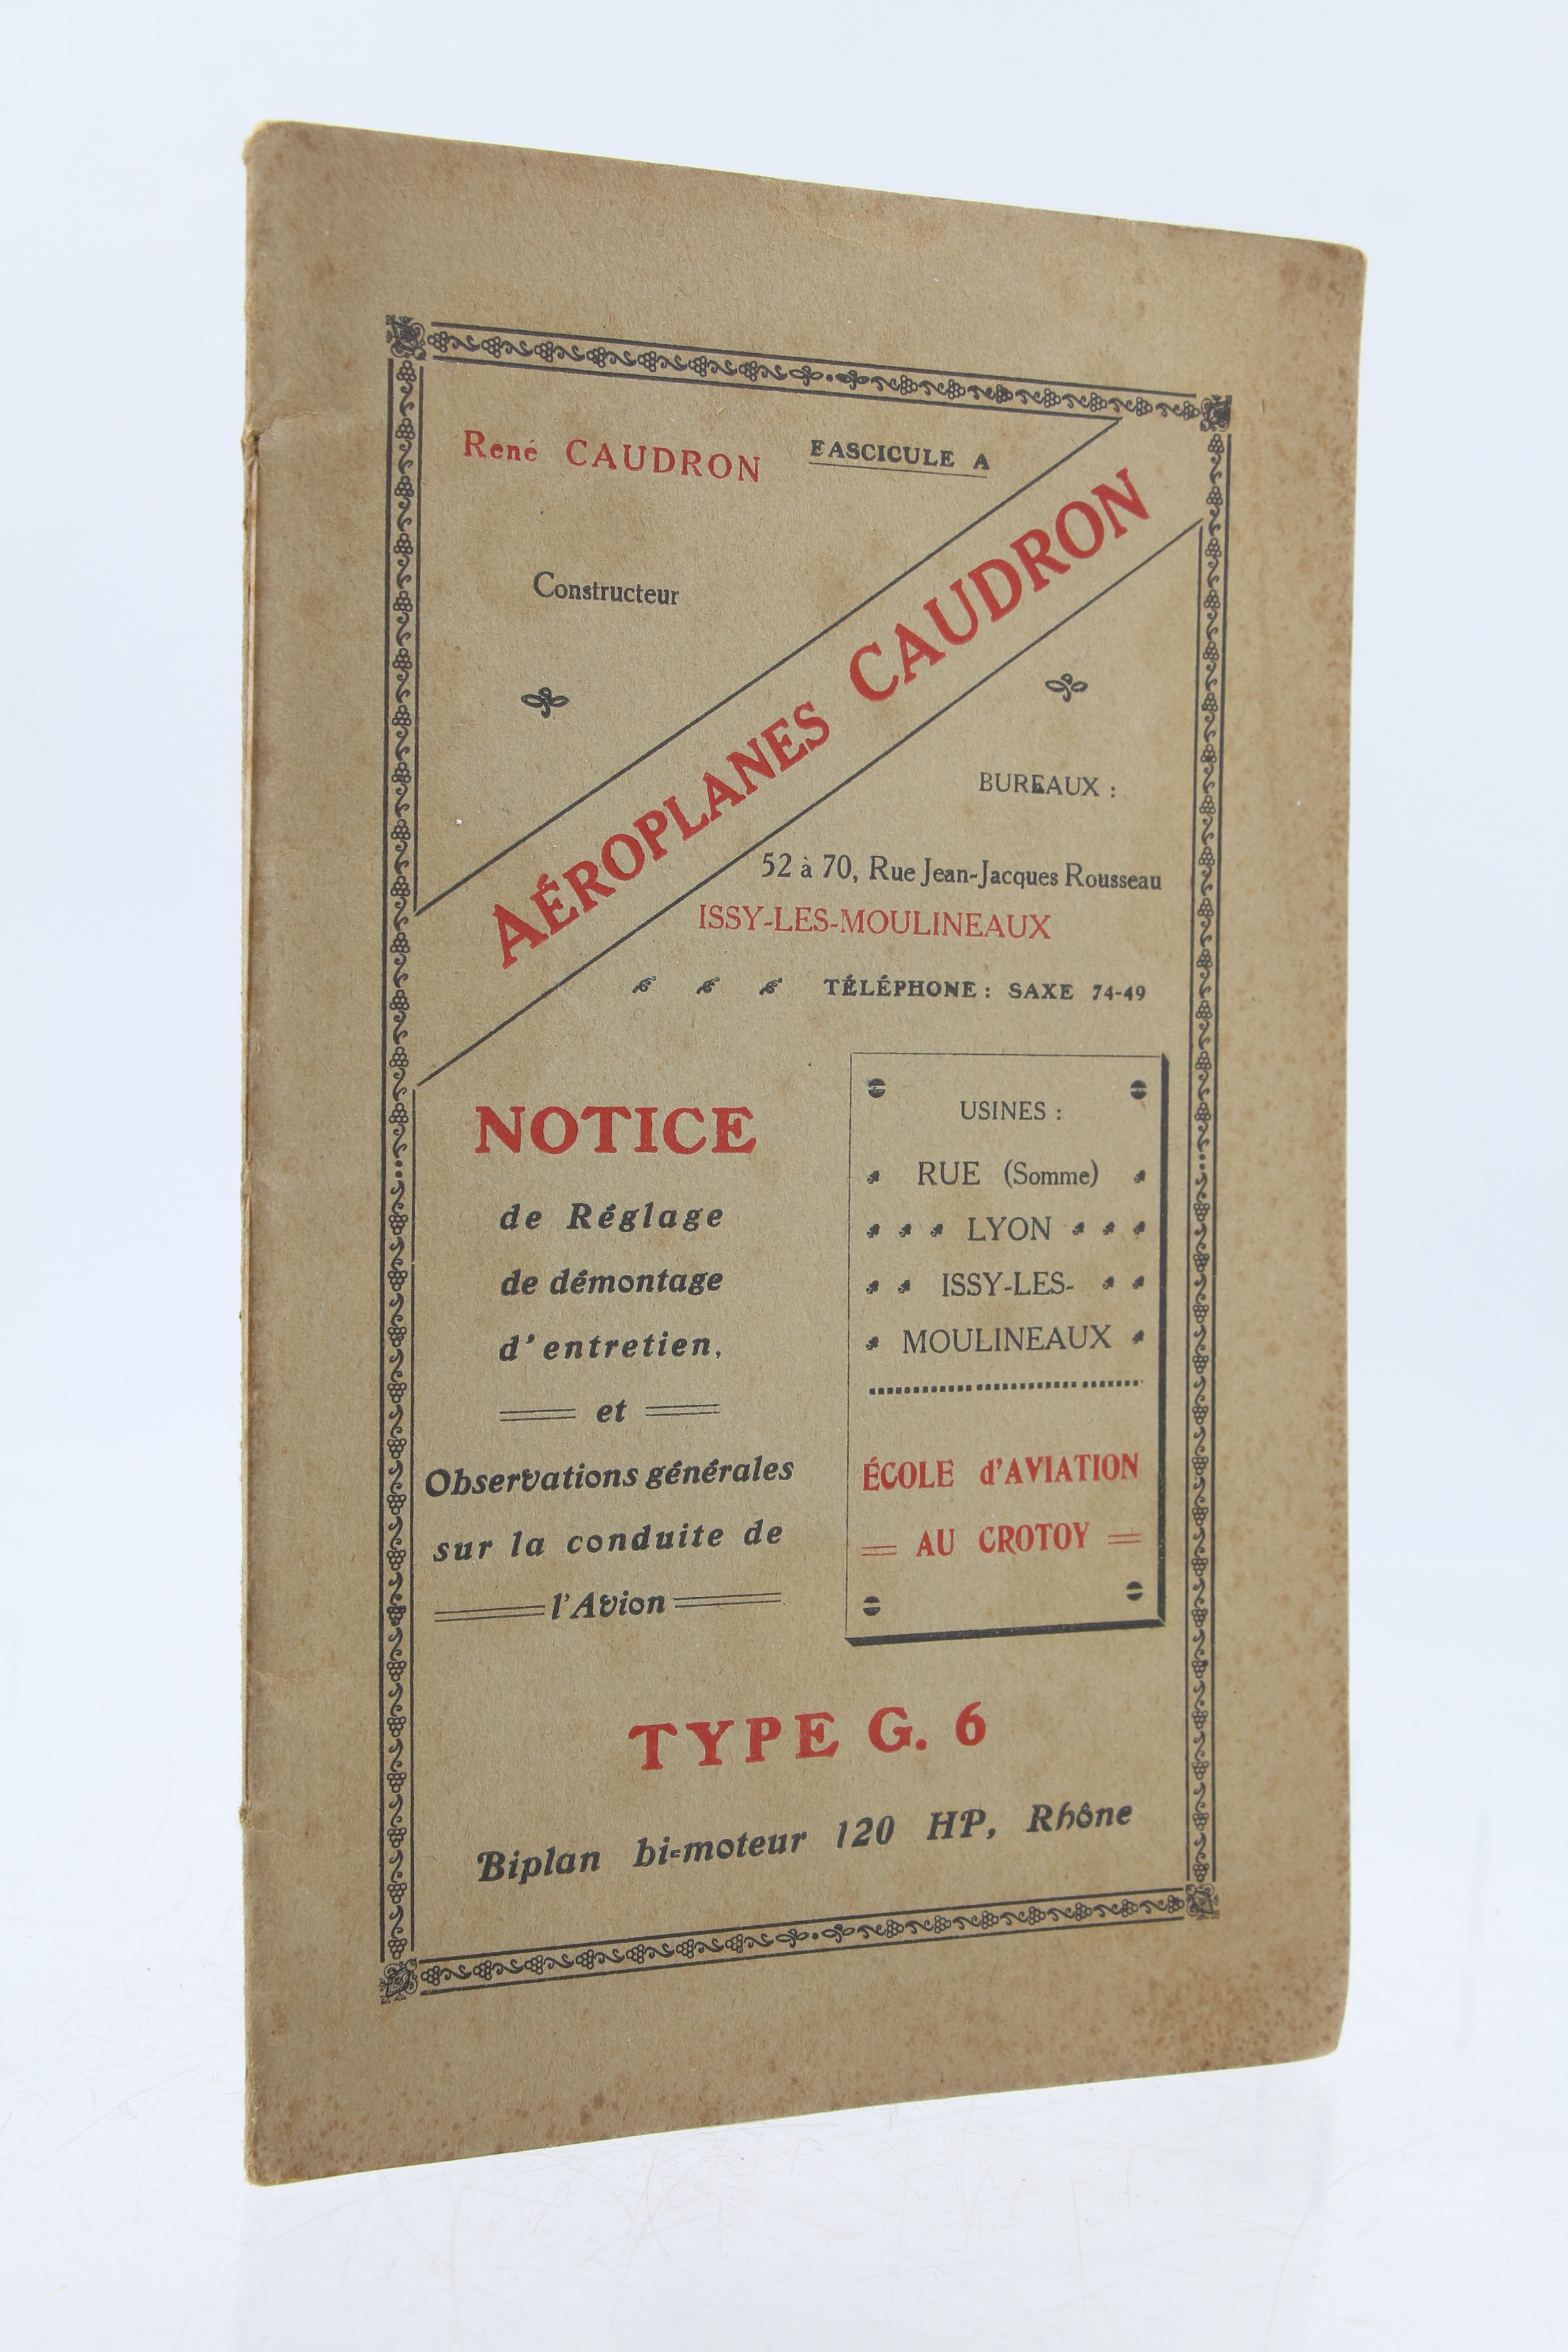 René CAUDRON
FASCICULE A
Constructeur
AÉROPLANES CAUDRON
BUREAUX :
52 à 70, Rue Jean-Jacques Rousseau
ISSY-LES-MOULINEAUX
TÉLÉPHONE : SAXE 74-49
NOTICE
de Réglage
de démontage
d'entretien,
et
Observations générales
sur la conduite de
l'Avion
USINES :
RUE (Somme)
LYON
ISSY-LES-
MOULINEAUX
ÉCOLE d'AVIATION
AU CROTOY
TYPE G. 6
Biplan bi-moteur 120 HP, Rhône